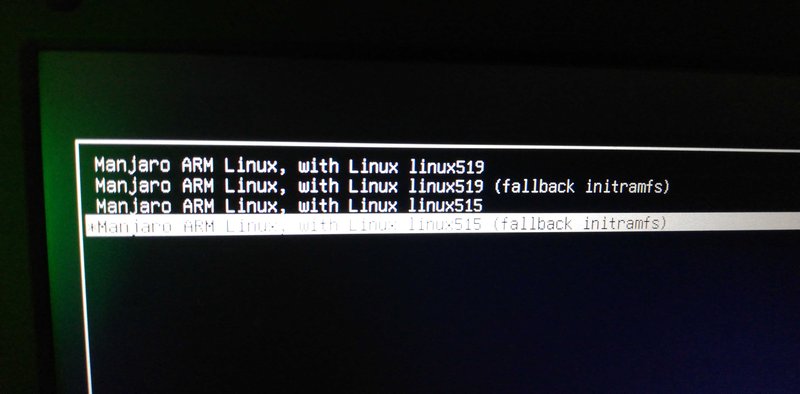 Manjaro ARM Linux, with Linux linux519
Manjaro ARM Linux, with Linux linux519 (fallback initramfs)
Manjaro ARM Linux, with Linux linux515
*Manjaro ARM Linux, with Linux linux515 (fallback initramfs)